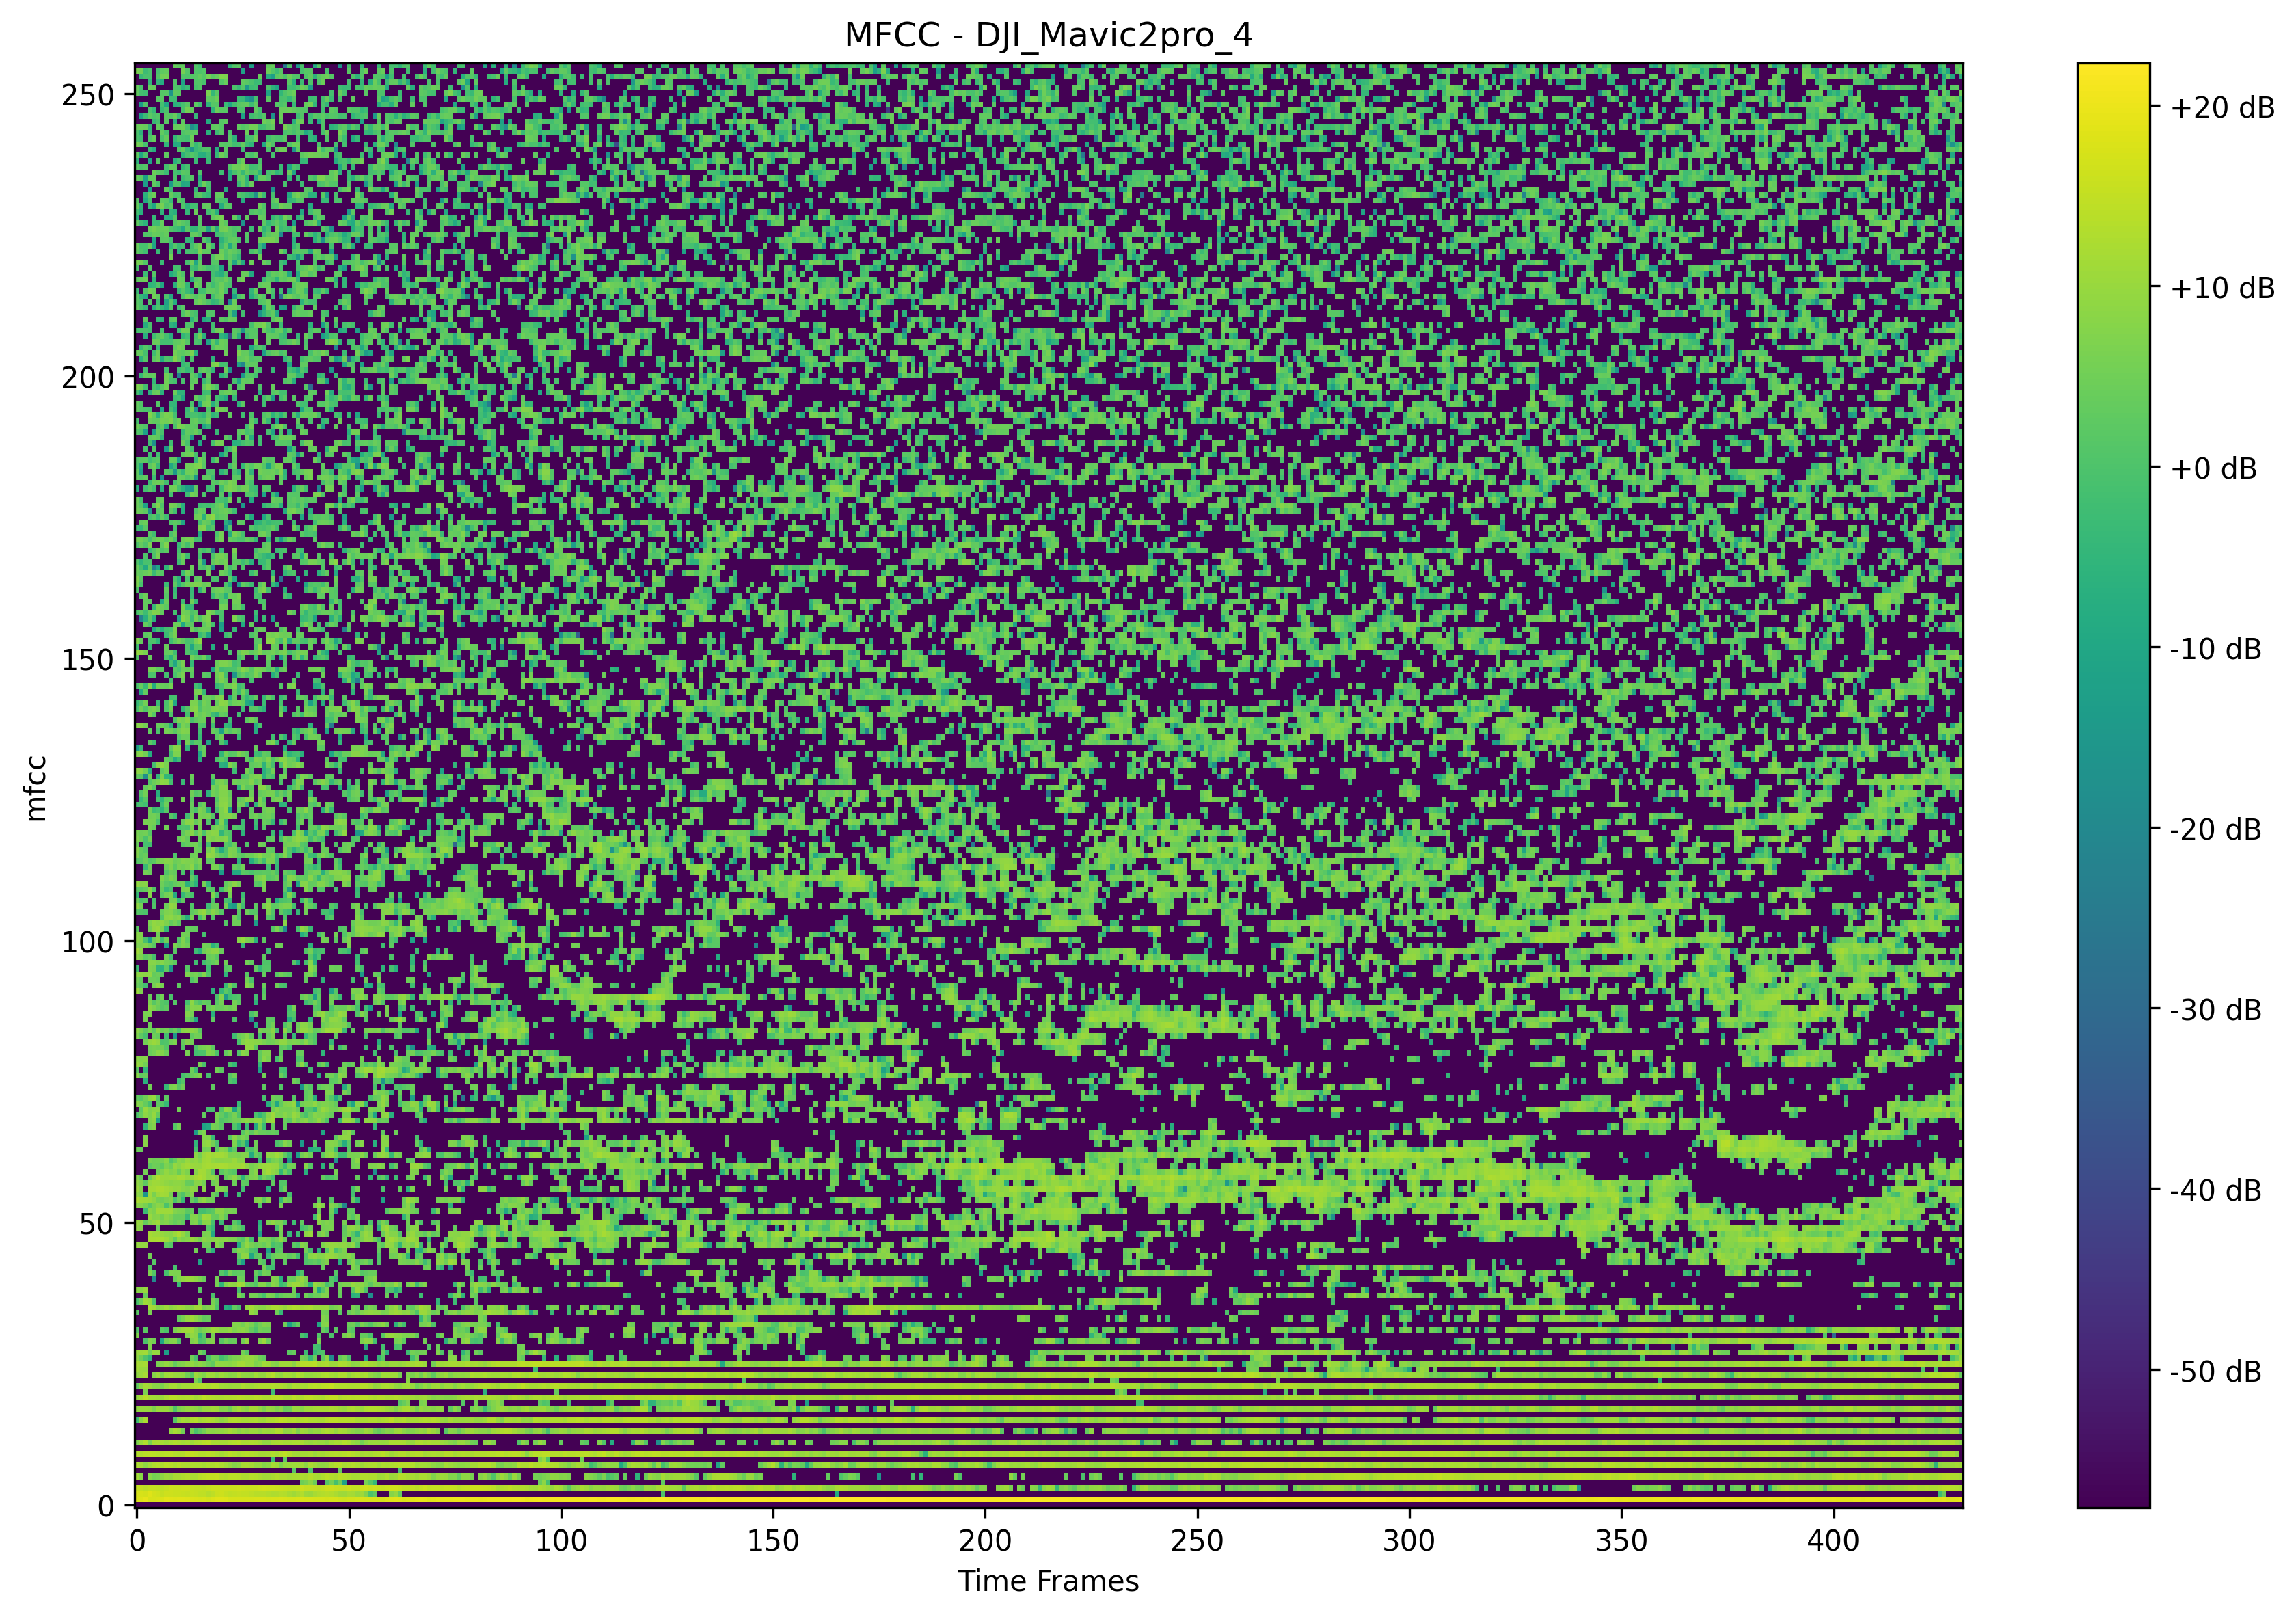 MFCC - DJI_Mavic2pro_4
250
200
150
100
50
0
mfcc
0
50
100
150
200
250
300
350
400
Time Frames
+20 dB
+10 dB
+0 dB
-10 dB
-20 dB
-30 dB
-40 dB
-50 dB